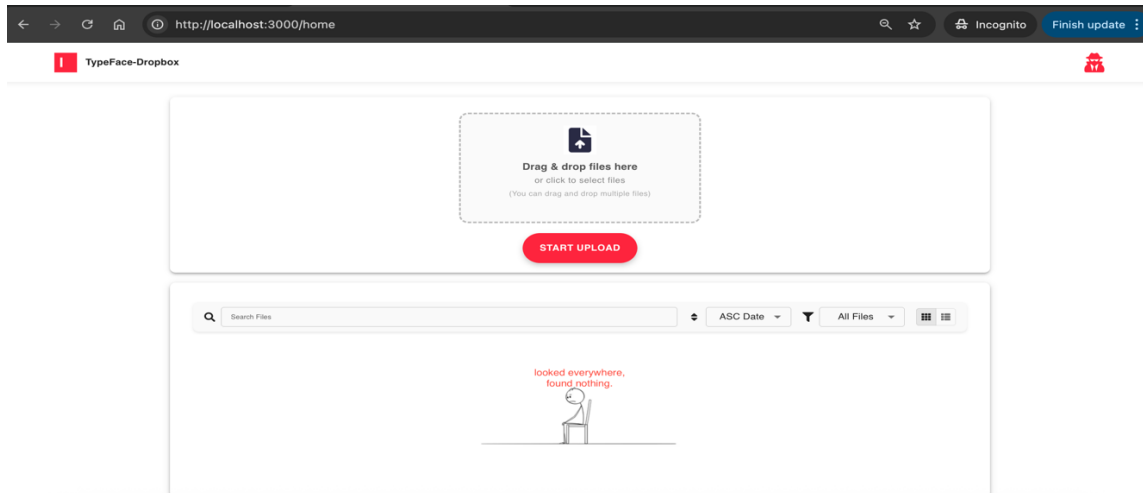 http://localhost:3000/home
Incognito
Finish update
TypeFace-Dropbox
Drag & drop files here
or click to select files
(You can drag and drop multiple files)
START UPLOAD
Search Files
ASC Date
All Files
looked everywhere,
found nothing.